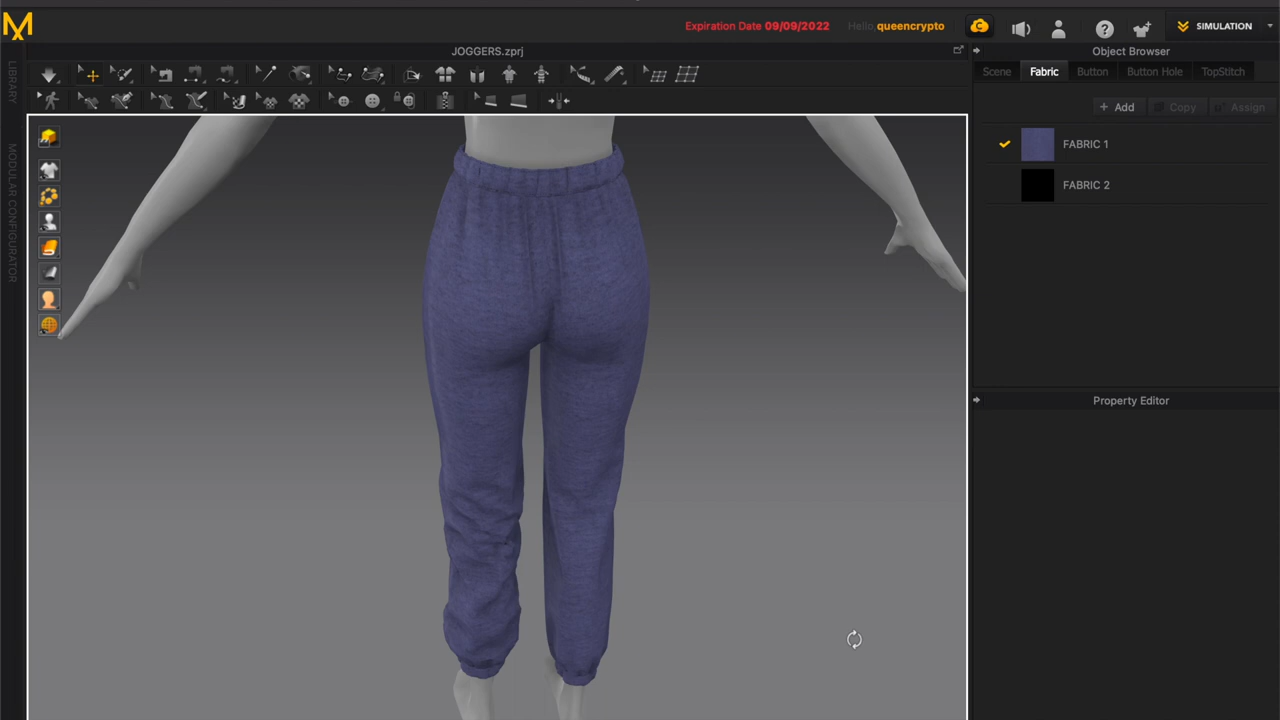 Expiration Date 09/09/2022 Hello, queencrypto SIMULATION
JOGGERS.zprj
Object Browser
Scene Fabric Button Button Hole TopStitch
+ Add Copy Assign
FABRIC 1
FABRIC 2
Property Editor
LIBRARY
MODULAR CONFIGURATOR